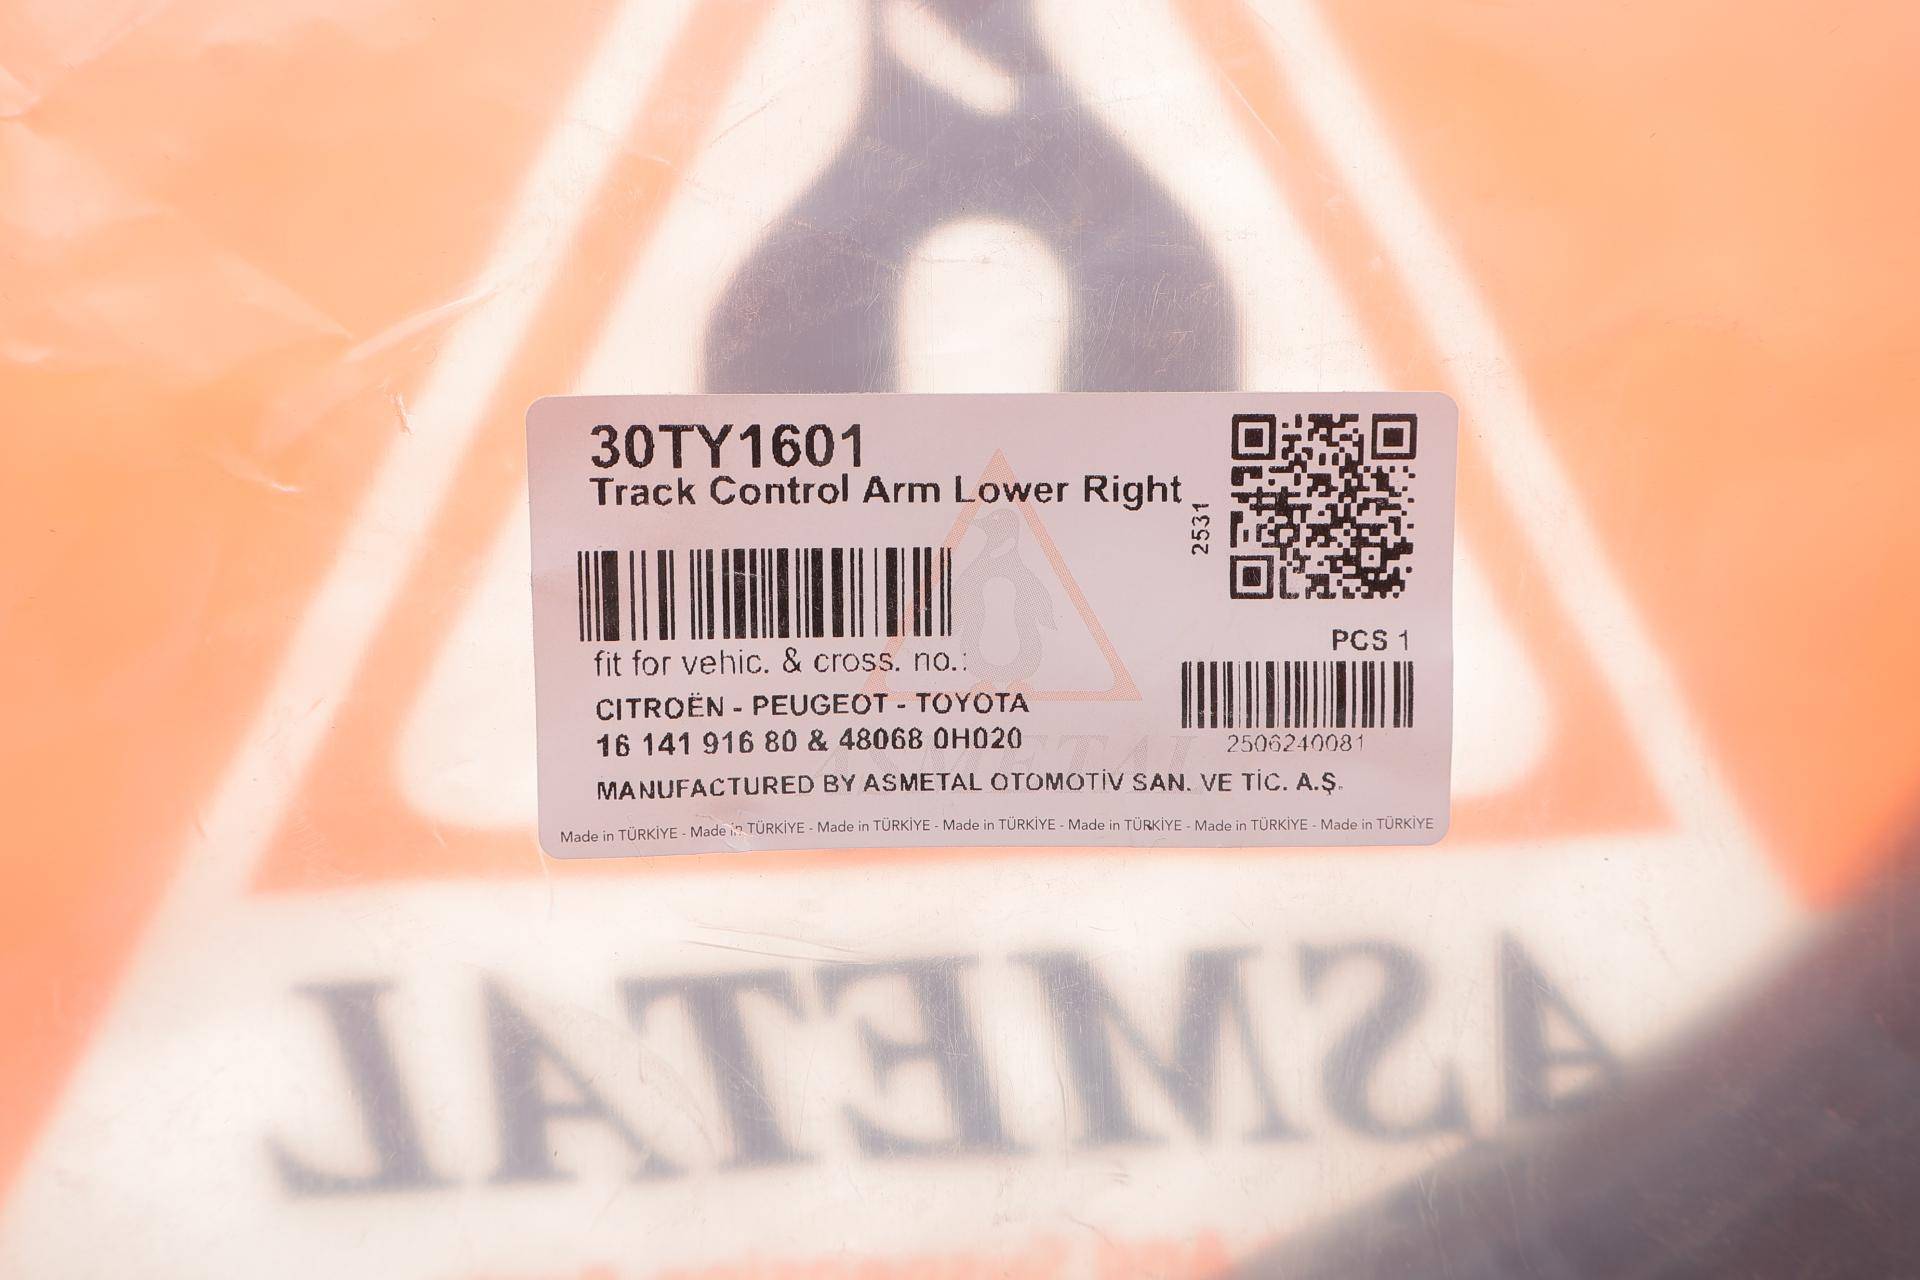 30TY1601
Track Control Arm Lower Right
2531
fit for vehic. & cross. no.:
PCS 1
CITROËN - PEUGEOT - TOYOTA
16 141 916 80 & 48068 0H020
2506240081
MANUFACTURED BY ASMETAL OTOMOTİV SAN. VE TİC. A.Ş.
Made in TÜRKİYE - Made in TÜRKİYE - Made in TÜRKİYE - Made in TÜRKİYE - Made in TÜRKİYE - Made in TÜRKİYE - Made in TÜRKİYE
ASMETAL
ASMETAL